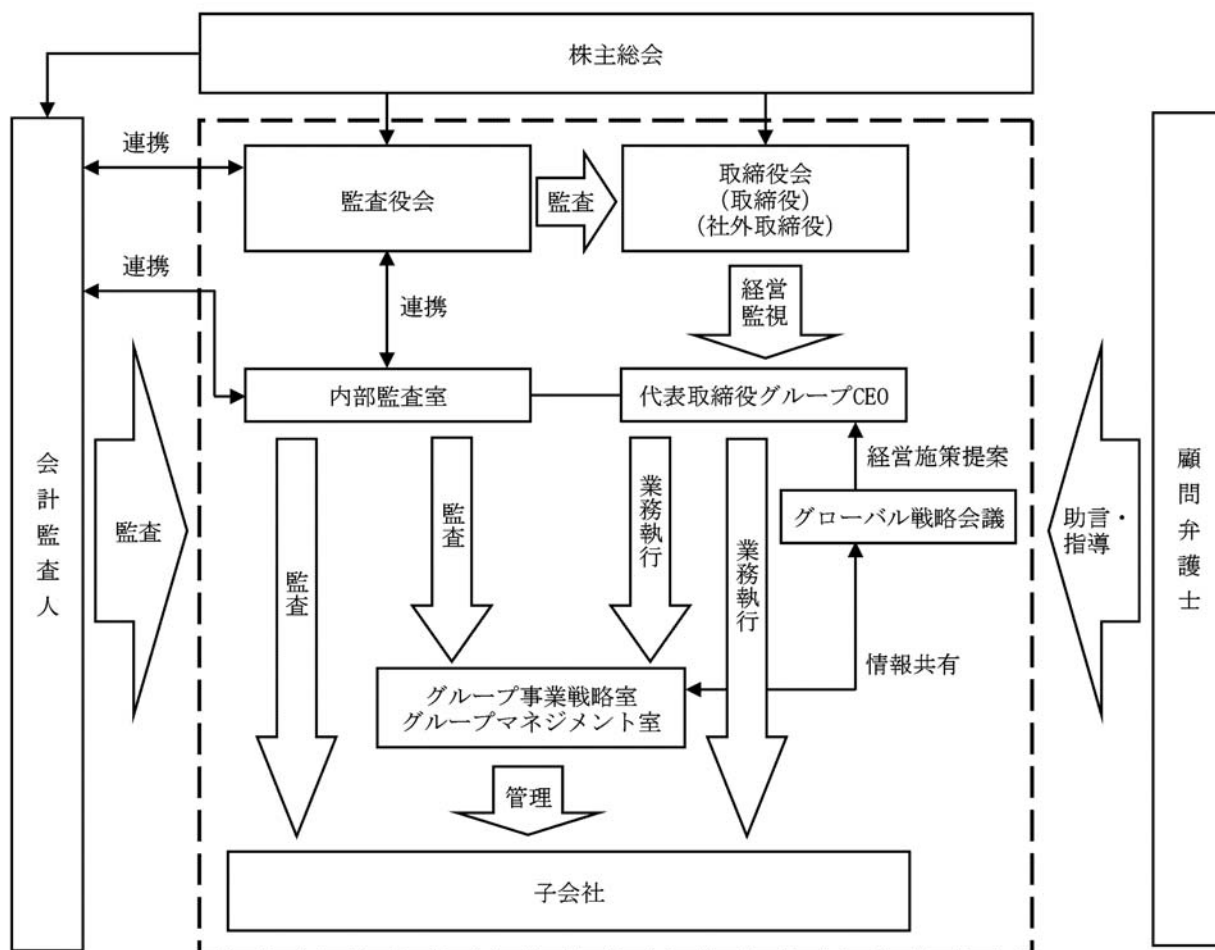 株主総会
連携
監査役会
監査
取締役会
(取締役)
(社外取締役)
連携
連携
経営
監視
内部監査室
代表取締役グループCEO
会計監査人
監査
監査
監査
業務執行
業務執行
経営施策提案
グローバル戦略会議
助言・
指導
顧問弁護士
情報共有
グループ事業戦略室
グループマネジメント室
管理
子会社